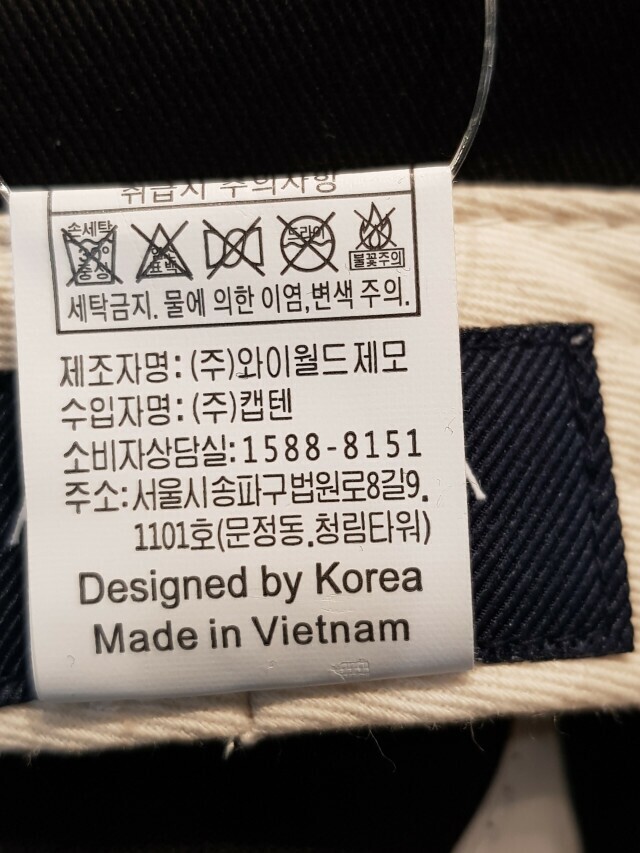 취급시 주의사항
손세탁 30° 중성
염소 표백
드라이
불꽃주의
세탁금지. 물에 의한 이염,변색 주의.
제조자명: (주)와이월드제모
수입자명: (주)캡텐
소비자상담실:1588-8151
주소:서울시송파구법원로8길9.
1101호(문정동.청림타워)
Designed by Korea
Made in Vietnam